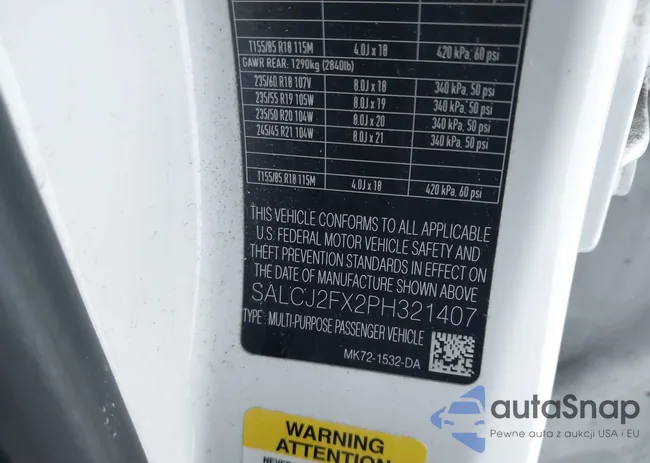 T155/85 R18 115M 4.0J x 18 420 kPa, 60 psi
GAWR REAR: 1290kg (2840lb)
235/60 R18 107V 8.0J x 18 340 kPa, 50 psi
235/55 R19 105W 8.0J x 19 340 kPa, 50 psi
235/50 R20 104W 8.0J x 20 340 kPa, 50 psi
245/45 R21 104W 8.0J x 21 340 kPa, 50 psi
T155/85 R18 115M 4.0J x 18 420 kPa, 60 psi
THIS VEHICLE CONFORMS TO ALL APPLICABLE
U.S. FEDERAL MOTOR VEHICLE SAFETY AND
THEFT PREVENTION STANDARDS IN EFFECT ON
THE DATE OF MANUFACTURE SHOWN ABOVE
SALCJ2FX2PH321407
TYPE : MULTI-PURPOSE PASSENGER VEHICLE
MK72-1532-DA
WARNING
ATTENTION
autoSnap
Pewne auta z aukcji USA i EU